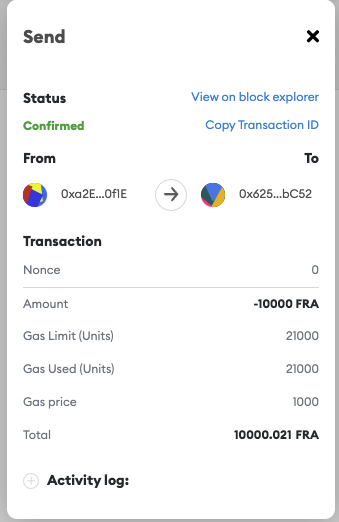 Send
Status
View on block explorer
Confirmed
Copy Transaction ID
From
To
0xa2E...0f1E
0x625...bC52
Transaction
Nonce
0
Amount
-10000 FRA
Gas Limit (Units)
21000
Gas Used (Units)
21000
Gas price
1000
Total
10000.021 FRA
Activity log: